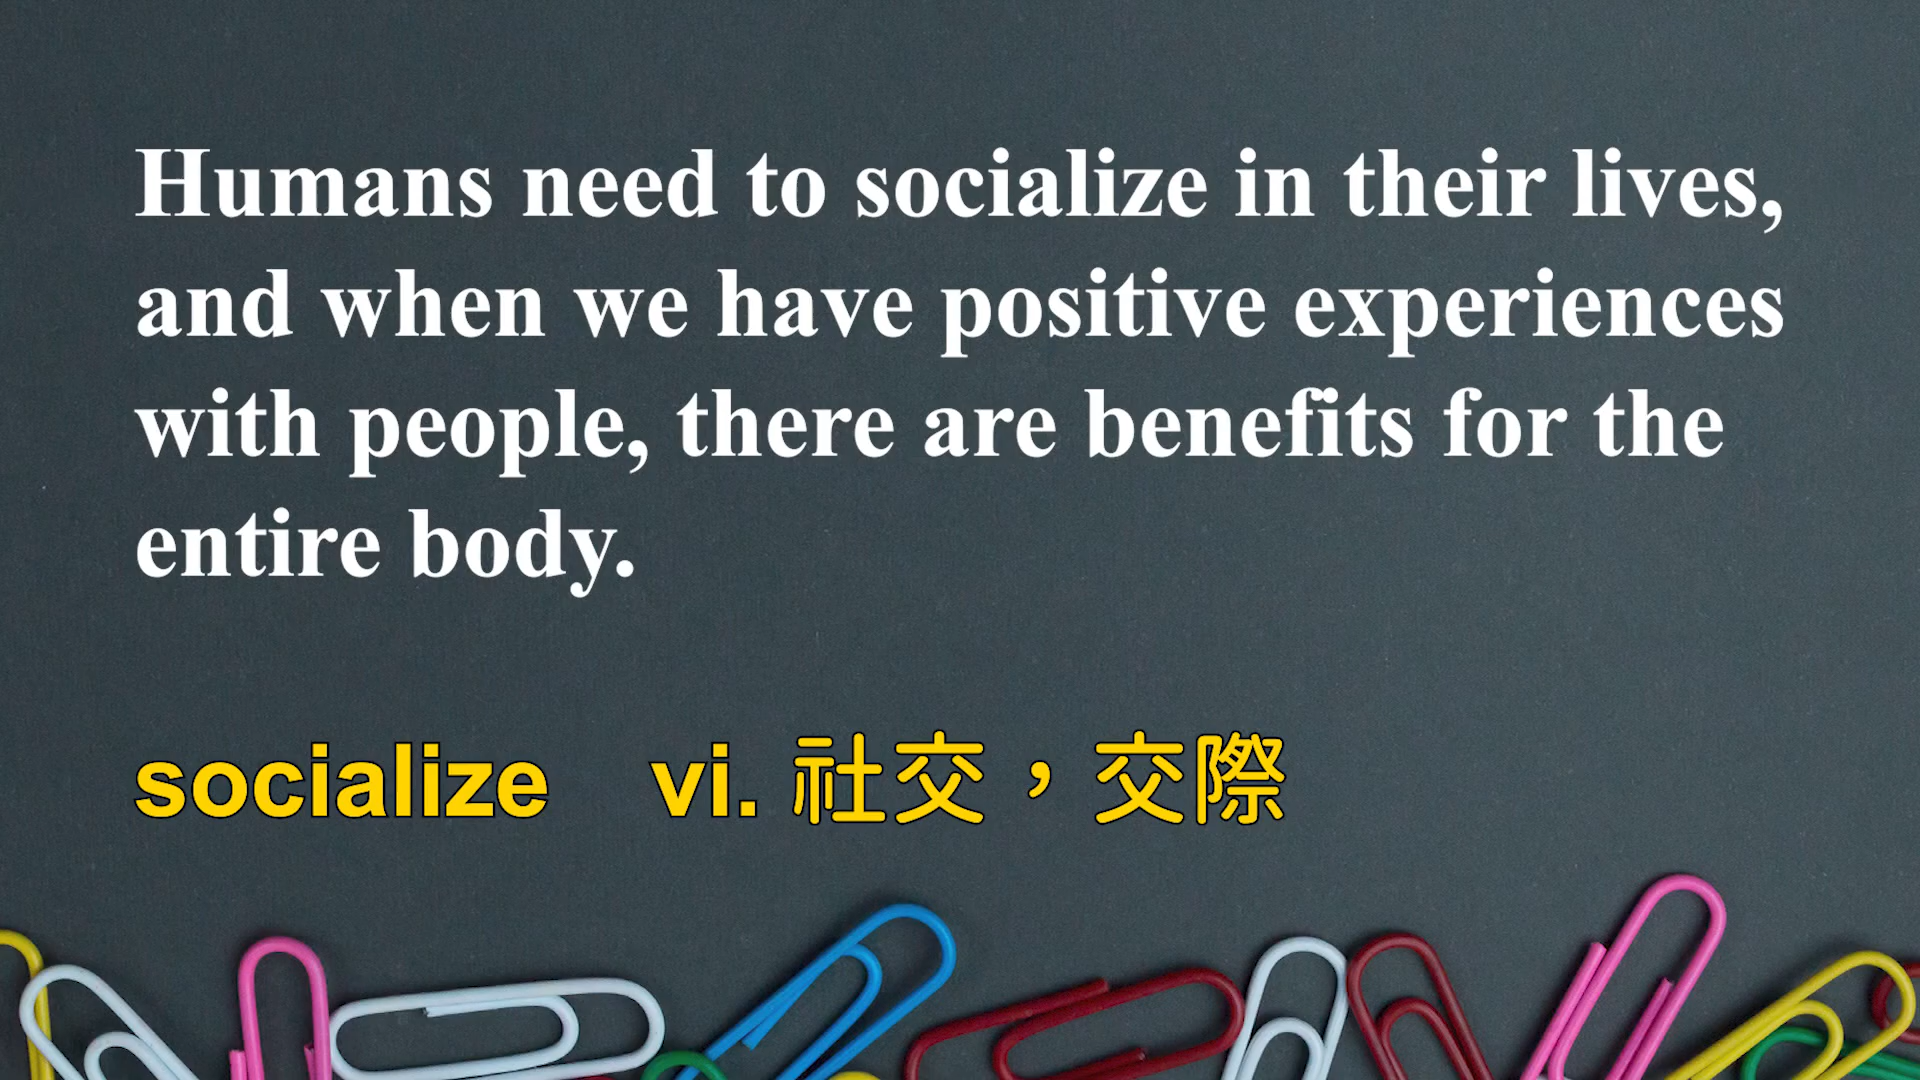 Humans need to socialize in their lives,
and when we have positive experiences
with people, there are benefits for the
entire body.
socialize vi. 社交，交際